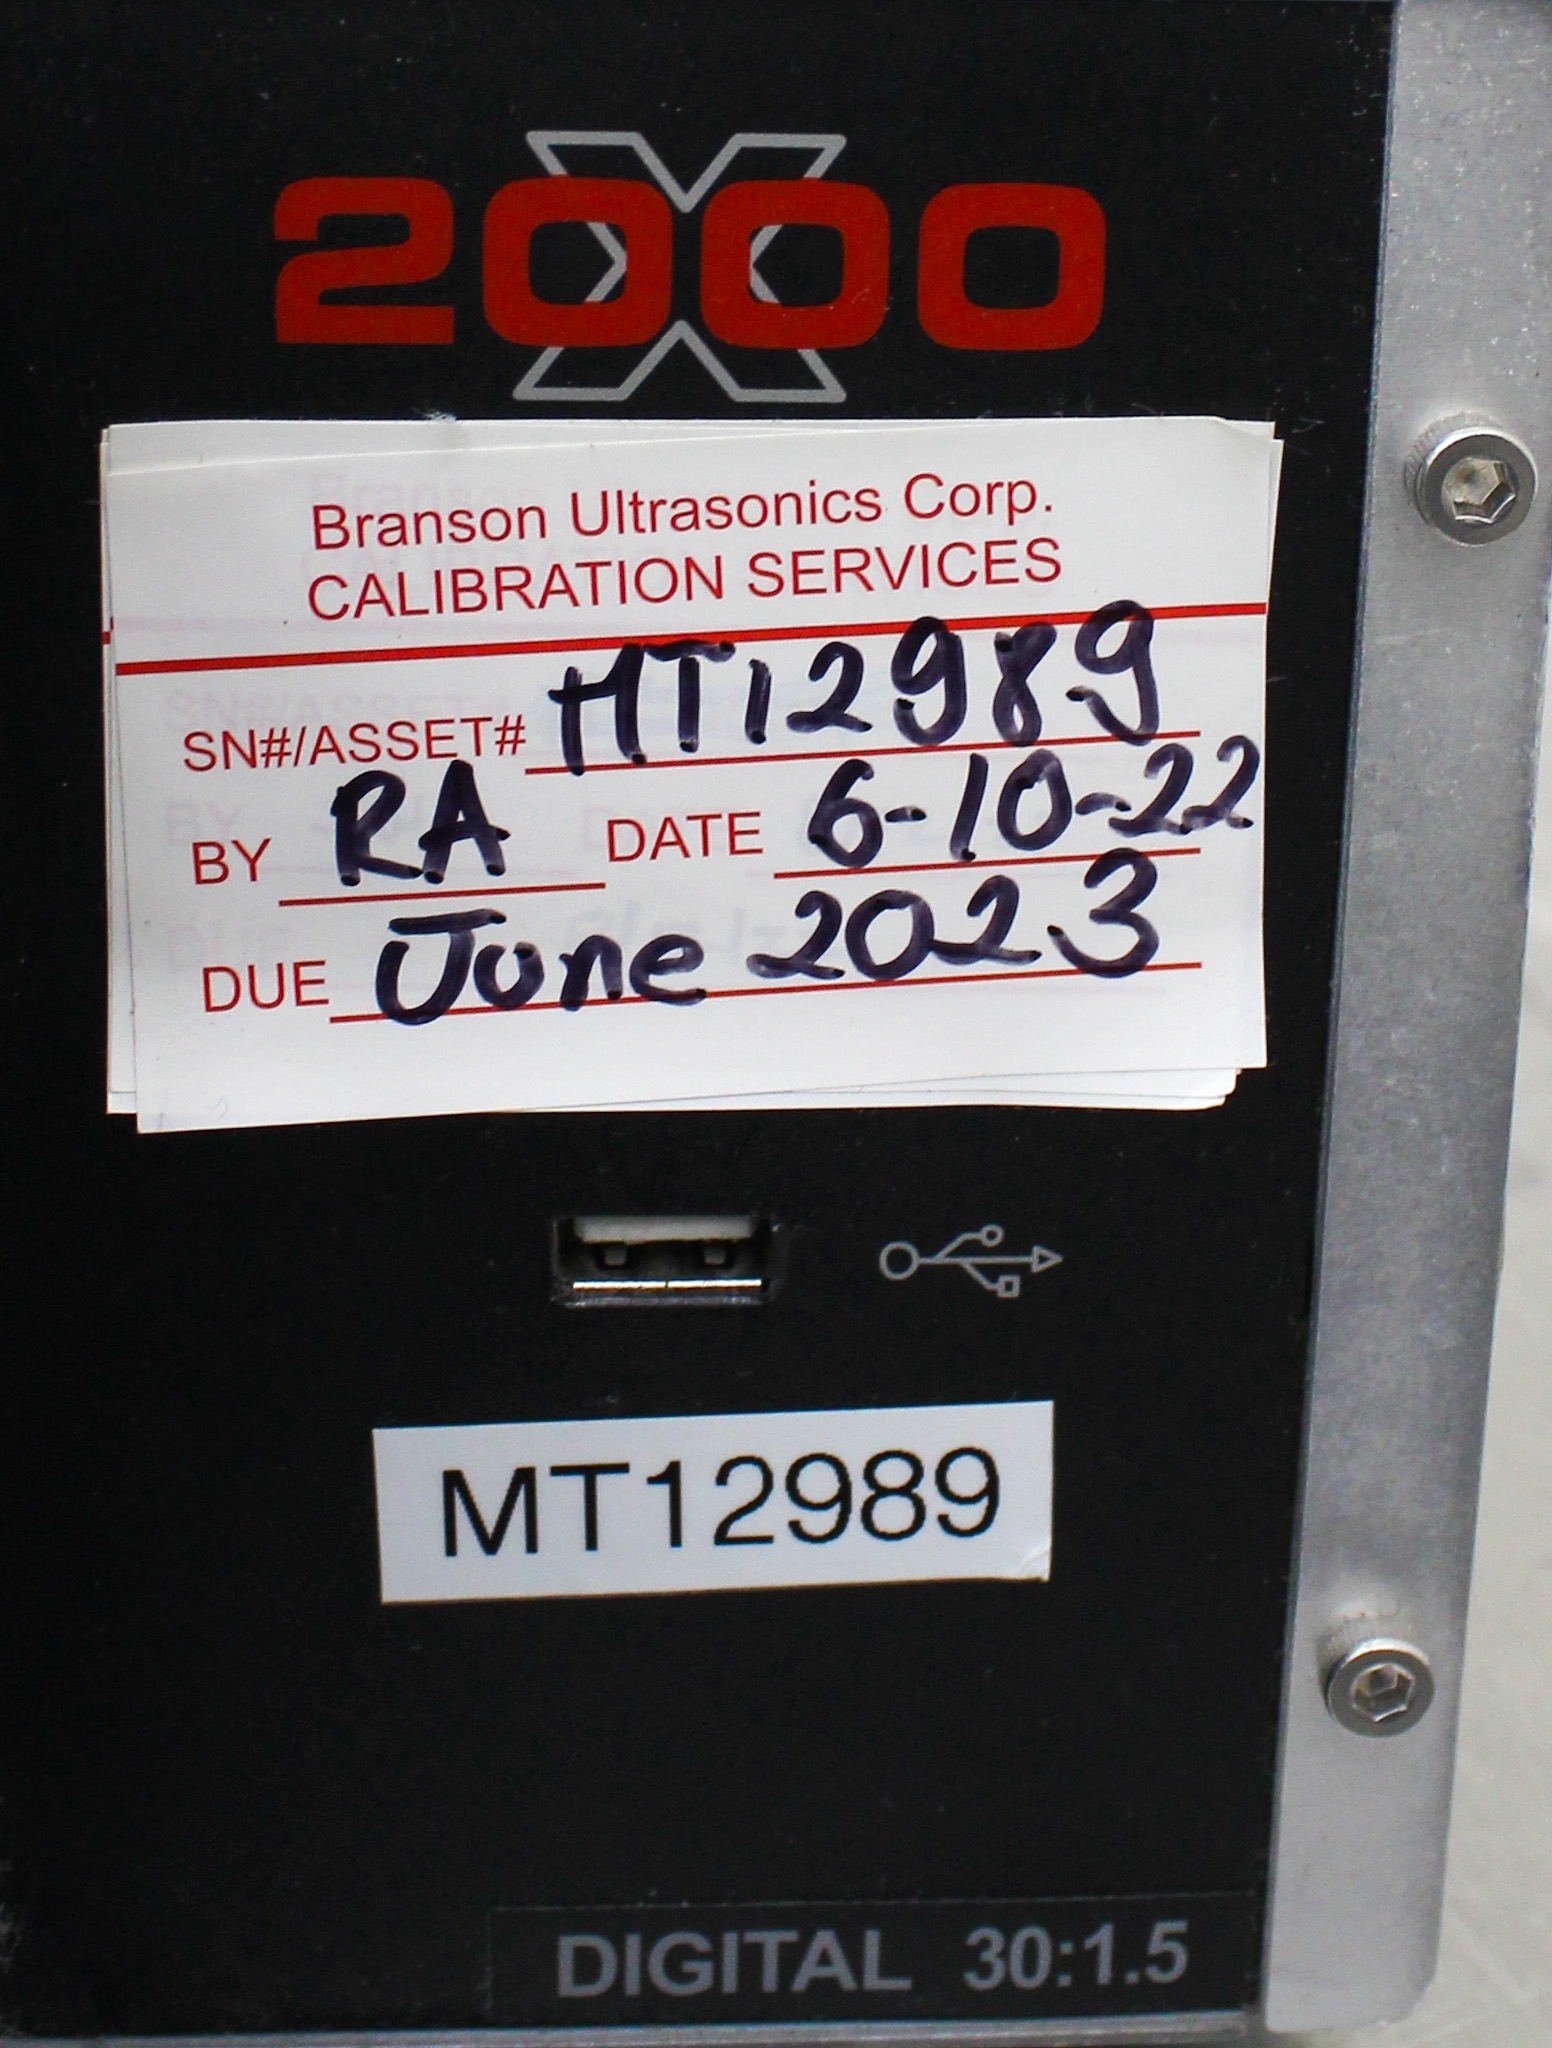 2000
X
Branson Ultrasonics Corp.
CALIBRATION SERVICES
SN#/ASSET# MT12989
BY RA DATE 6-10-22
DUE June 2023
MT12989
DIGITAL 30:1.5